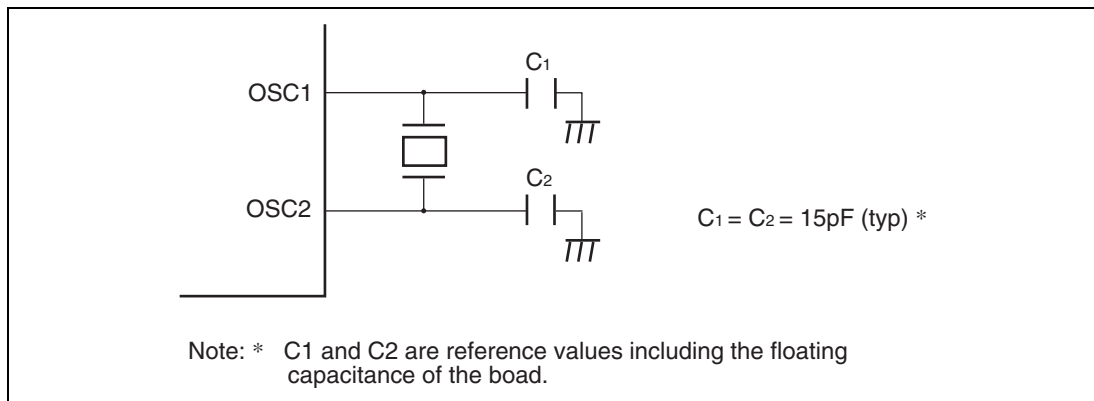 C1
OSC1
C2
OSC2
C1 = C2 = 15pF (typ) *
Note: * C1 and C2 are reference values including the floating
capacitance of the boad.